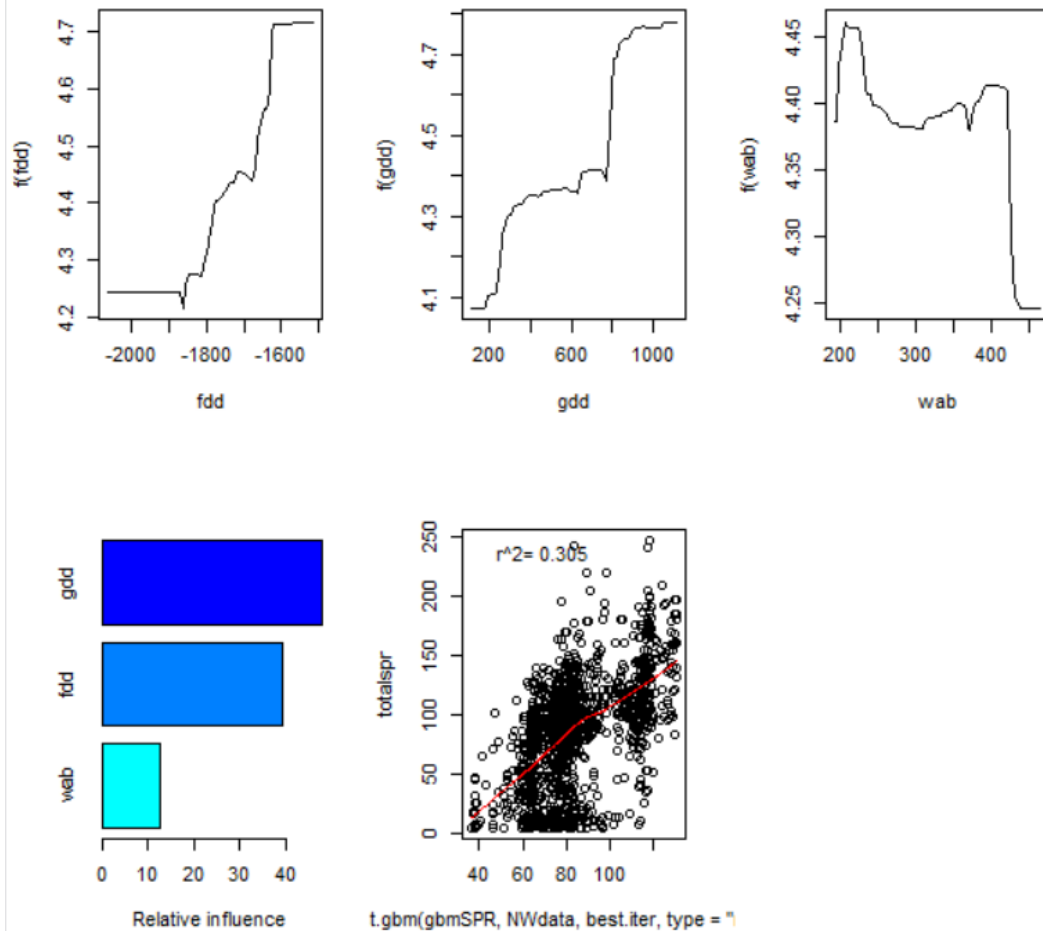 4.7
4.6
4.5
4.4
4.3
4.2
f(fdd)
-2000 -1800 -1600
fdd
4.7
4.5
4.3
4.1
f(gdd)
200 600 1000
gdd
4.45
4.40
4.35
4.30
4.25
f(wab)
200 300 400
wab
gdd
fdd
wab
0 10 20 30 40
Relative influence
r^2= 0.305
250
200
150
100
50
0
totalspr
40 60 80 100
t.gbm(gbmSPR, NWdata, best.iter, type = "